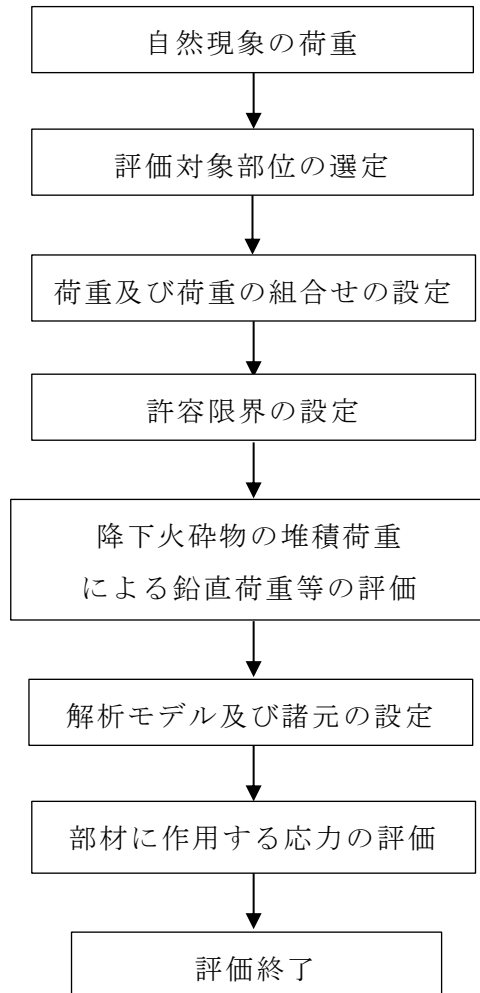 自然現象の荷重
評価対象部位の選定
荷重及び荷重の組合せの設定
許容限界の設定
降下火砕物の堆積荷重
による鉛直荷重等の評価
解析モデル及び諸元の設定
部材に作用する応力の評価
評価終了